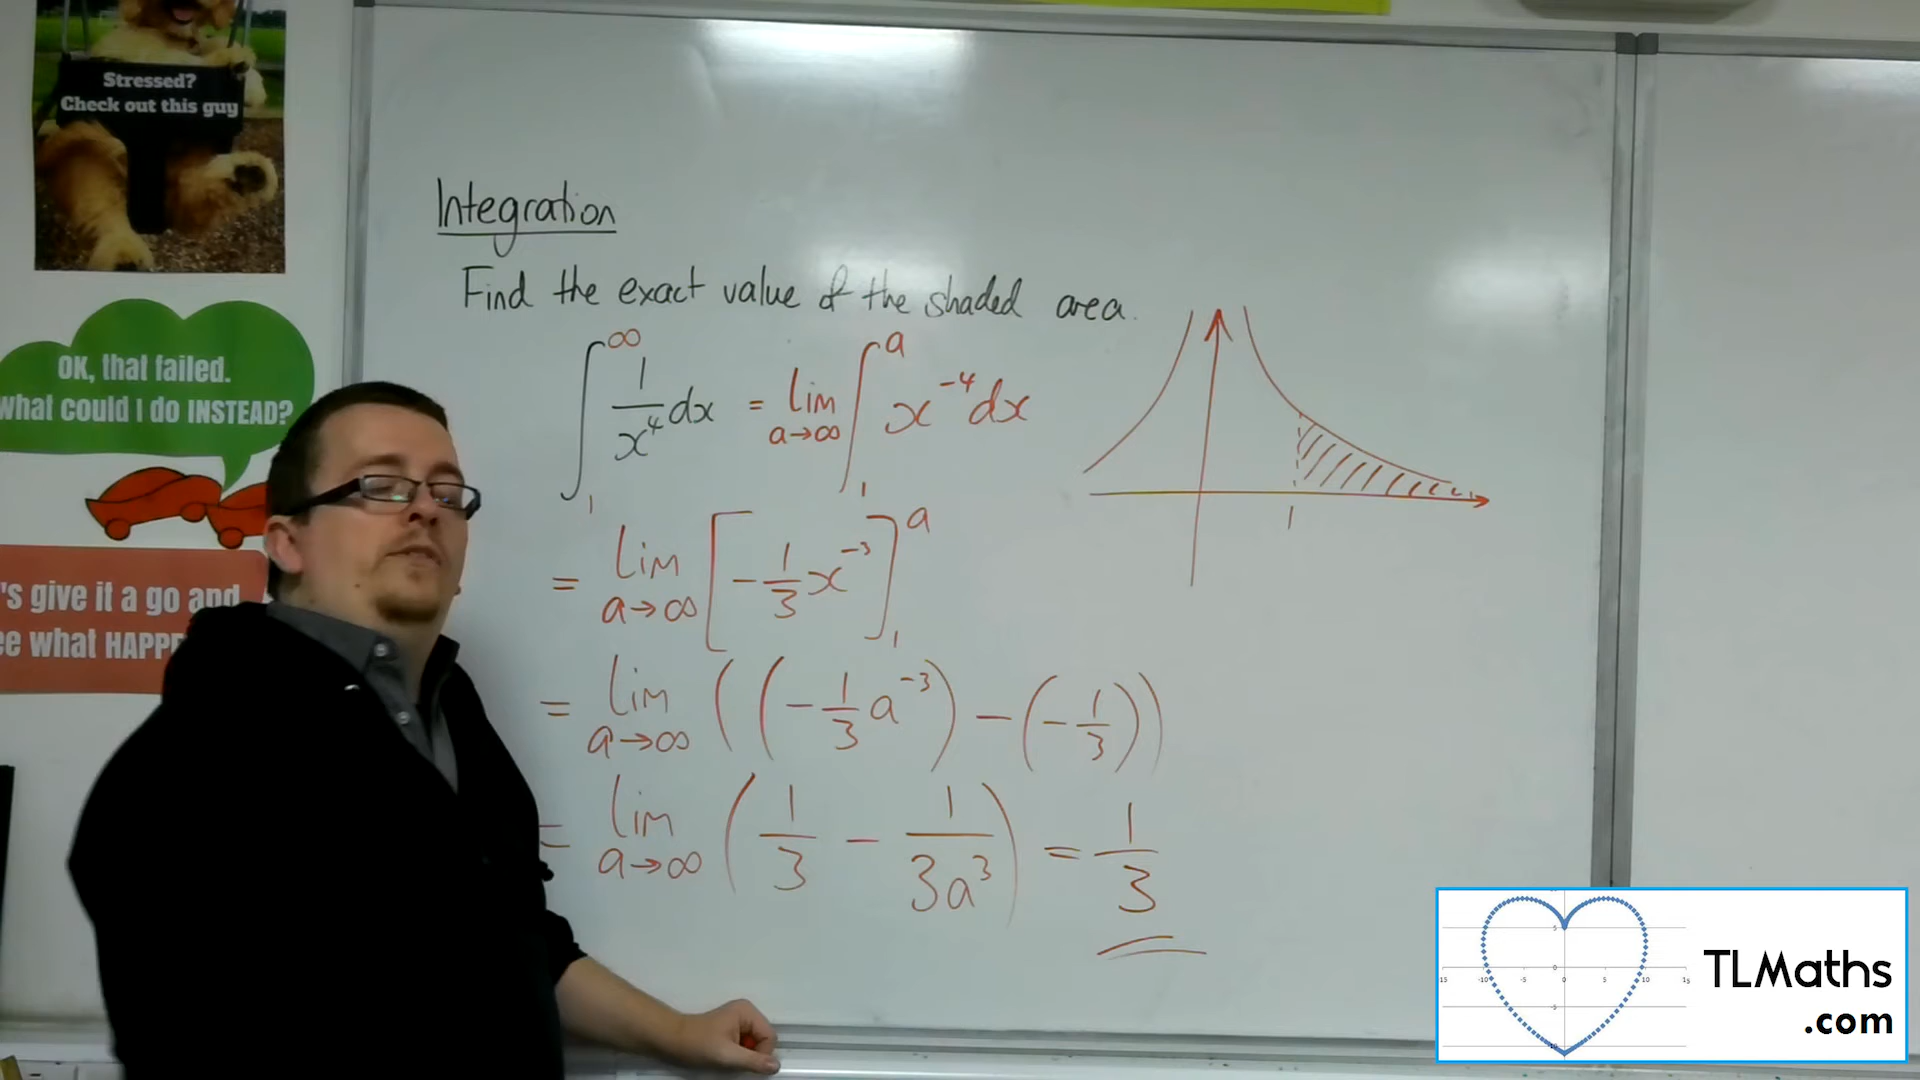 Stressed?
Check out this guy
OK, that failed.
what could I do INSTEAD?
's give it a go and
ee what HAPPE
Integration
Find the exact value of the shaded area.
∫₁^∞ 1/x⁴ dx = lim a→∞ ∫₁^a x⁻⁴ dx
= lim a→∞ [-1/3 x⁻³]₁^a
= lim a→∞ ((-1/3 a⁻³) - (-1/3))
= lim a→∞ (1/3 - 1/3a³) = 1/3
1
TLMaths
.com